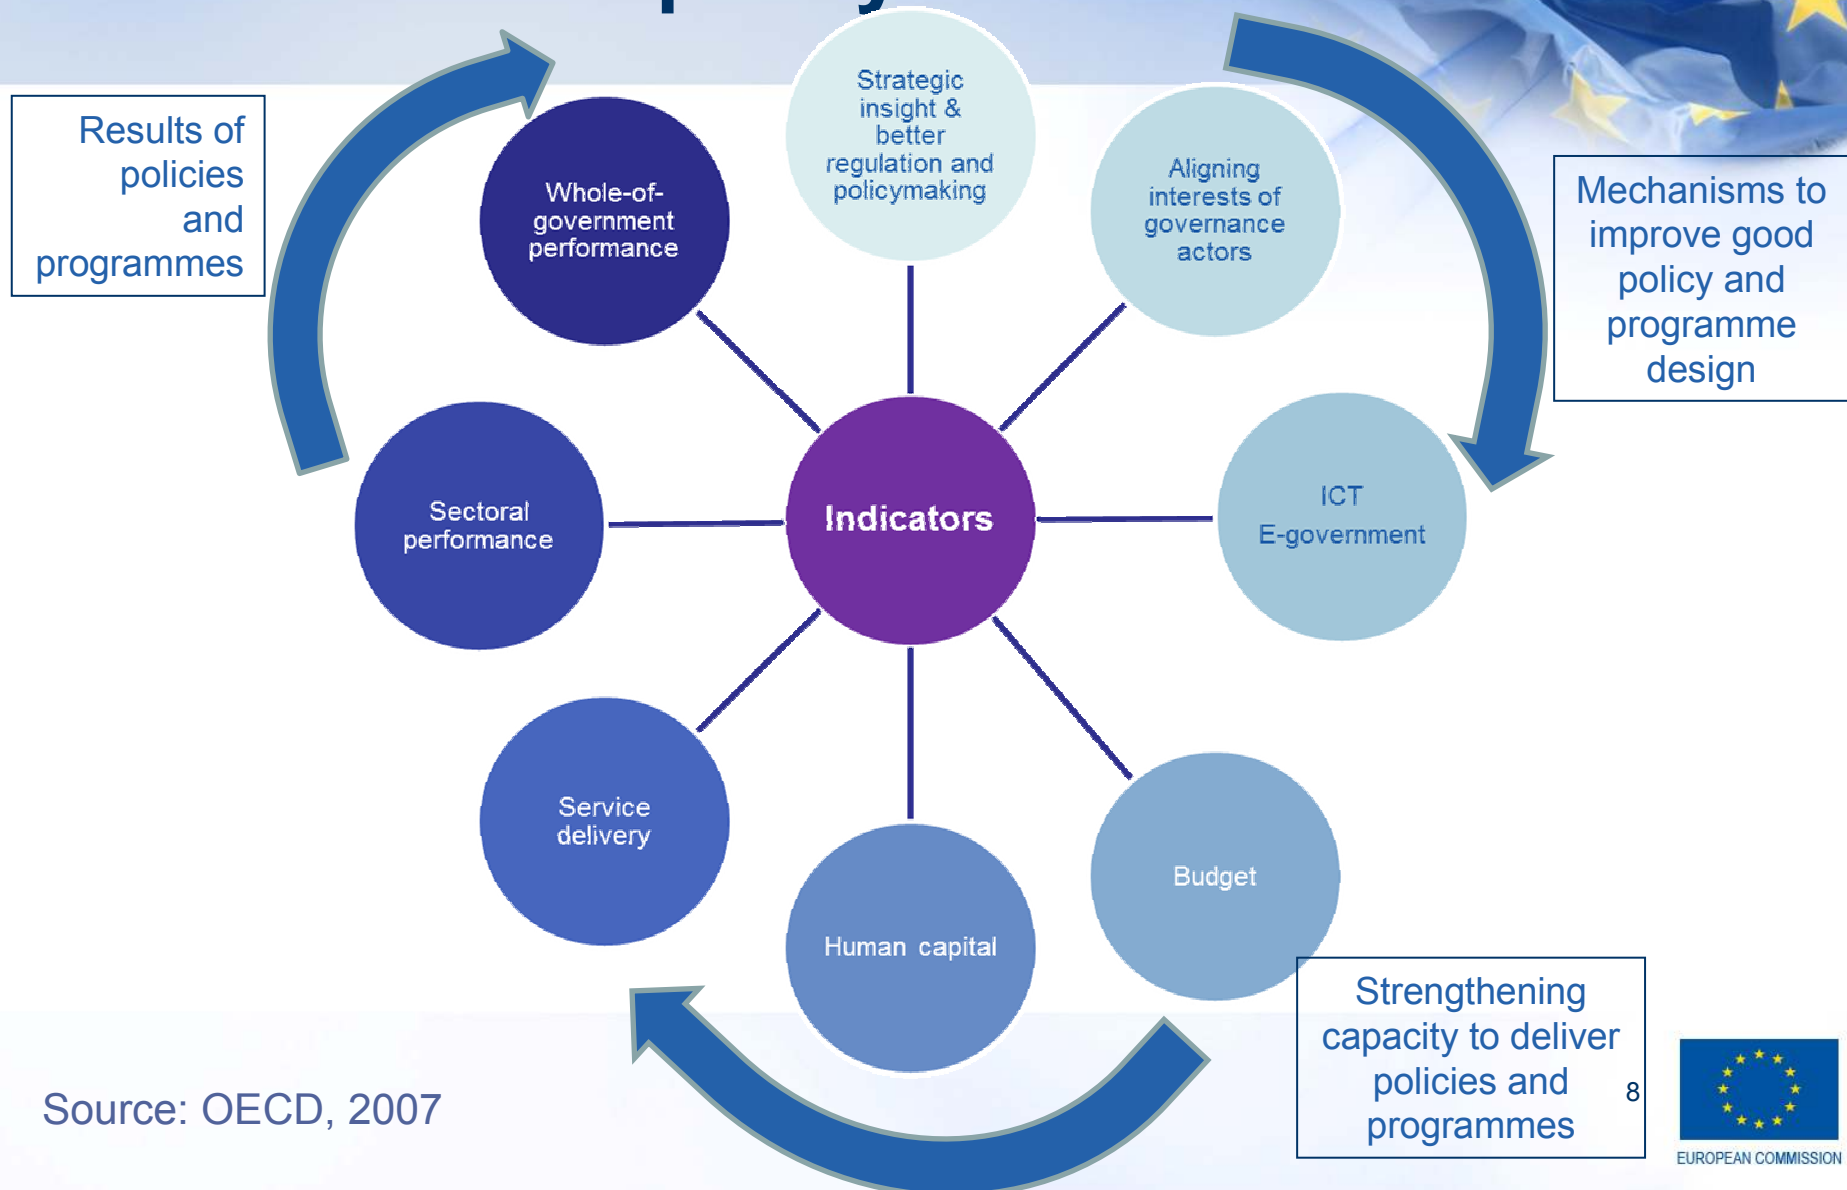 Results of
policies
and
programmes
Strategic
insight &
better
regulation and
policymaking
Whole-of-
government
performance
Aligning
interests of
governance
actors
Mechanisms to
improve good
policy and
programme
design
Sectoral
performance
Indicators
ICT
E-government
Service
delivery
Human capital
Budget
Strengthening
capacity to deliver
policies and
programmes
8
Source: OECD, 2007
EUROPEAN COMMISSION